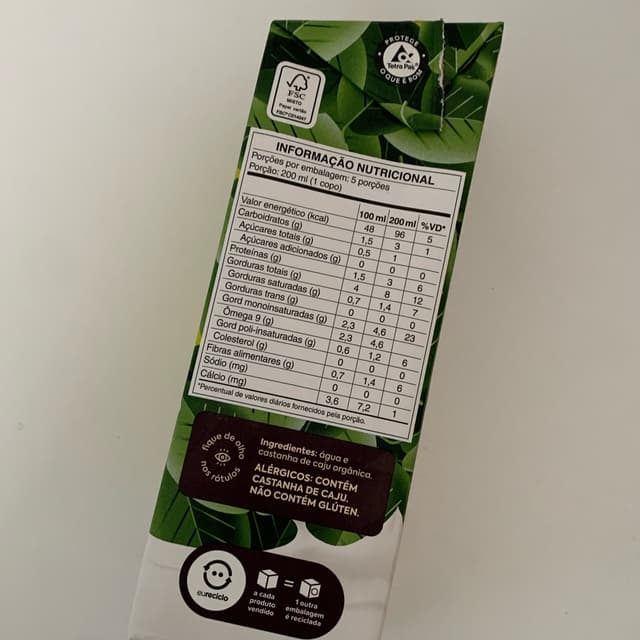 PROTEGE
Tetra Pak®
O QUE É BOM
FSC
MISTO
FSC® C014047
INFORMAÇÃO NUTRICIONAL
Porções por embalagem: 5 porções
Porção: 200 ml (1 copo)
100 ml 200 ml %VD*
Valor energético (kcal) 48 96 5
Carboidratos (g) 1,5 3 1
Açúcares totais (g) 0,5 1
Açúcares adicionados (g) 0 0 0
Proteínas (g) 1,5 3 6
Gorduras totais (g) 4 8 12
Gorduras saturadas (g) 0,7 1,4 7
Gorduras trans (g) 0 0 0
Gord monoinsaturadas (g) 2,3 4,6 23
Ômega 9 (g) 2,3 4,6
Gord poli-insaturadas (g) 0,6 1,2 6
Colesterol (g) 0 0 0
Fibras alimentares (g) 0,7 1,4 6
Sódio (mg) 0 0 0
Cálcio (mg) 3,6 7,2 1
*Percentual de valores diários fornecidos pela porção.
fique de olho
nos rótulos
Ingredientes: água e
castanha de caju orgânica.
ALÉRGICOS: CONTÉM
CASTANHA DE CAJU.
NÃO CONTÉM GLÚTEN.
eureciclo
a cada
produto
vendido
=
1 outra
embalagem
é reciclada